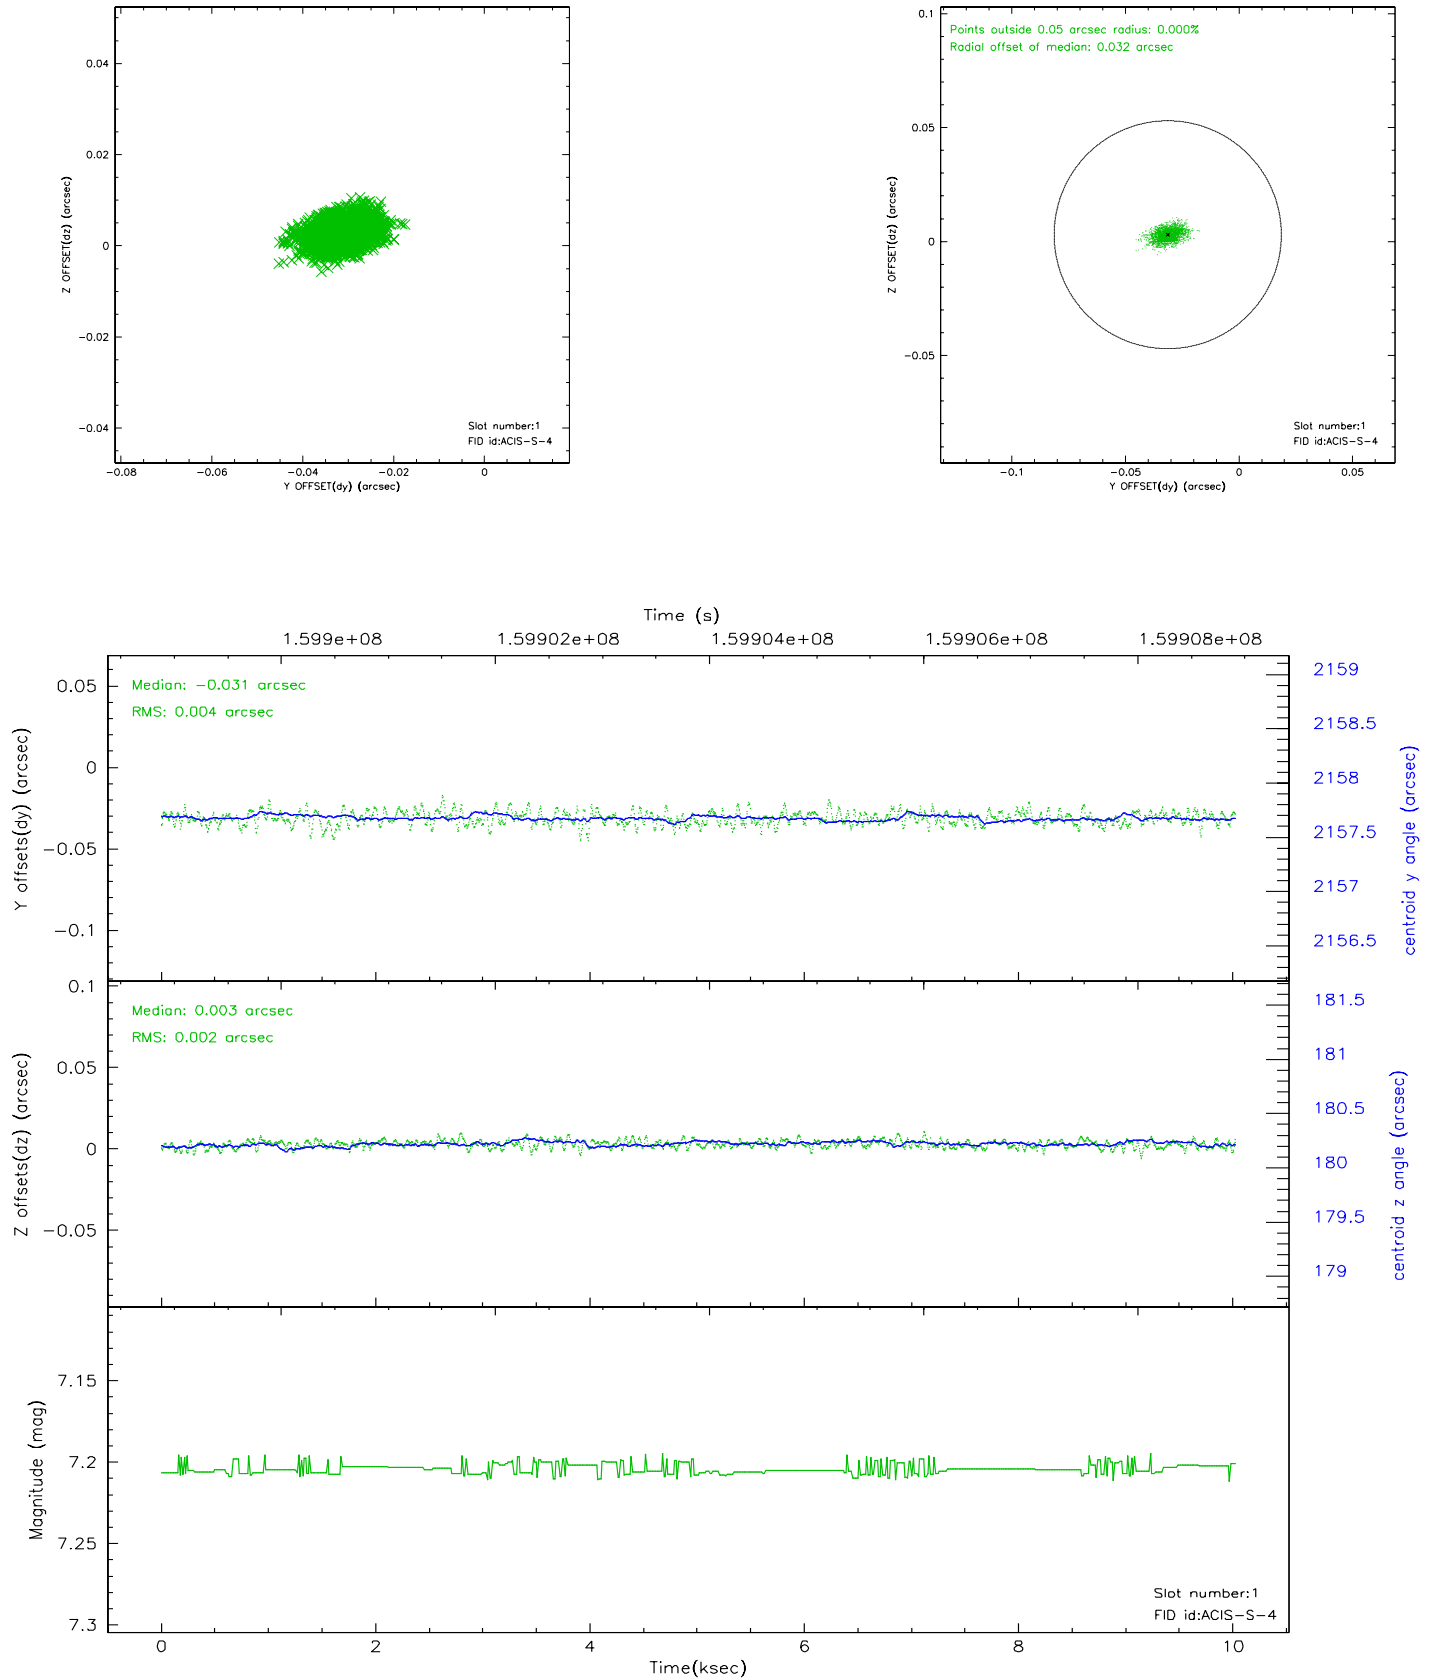 0.04
0.02
0
-0.02
-0.04
Z OFFSET(dz) (arcsec)
Slot number:1
FID id:ACIS-S-4
-0.08 -0.06 -0.04 -0.02 0
Y OFFSET(dy) (arcsec)
0.1
0.05
0
-0.05
Z OFFSET(dz) (arcsec)
Points outside 0.05 arcsec radius: 0.000%
Radial offset of median: 0.032 arcsec
Slot number:1
FID id:ACIS-S-4
-0.1 -0.05 0 0.05
Y OFFSET(dy) (arcsec)
Time (s)
1.599e+08 1.59902e+08 1.59904e+08 1.59906e+08 1.59908e+08
Y offsets(dy) (arcsec)
0.05
0
-0.05
-0.1
Median: -0.031 arcsec
RMS: 0.004 arcsec
2159
2158.5
2158
2157.5
2157
2156.5
centroid y angle (arcsec)
Z offsets(dz) (arcsec)
0.1
0.05
0
-0.05
Median: 0.003 arcsec
RMS: 0.002 arcsec
181.5
181
180.5
180
179.5
179
centroid z angle (arcsec)
Magnitude (mag)
7.15
7.2
7.25
7.3
Slot number:1
FID id:ACIS-S-4
0 2 4 6 8 10
Time(ksec)